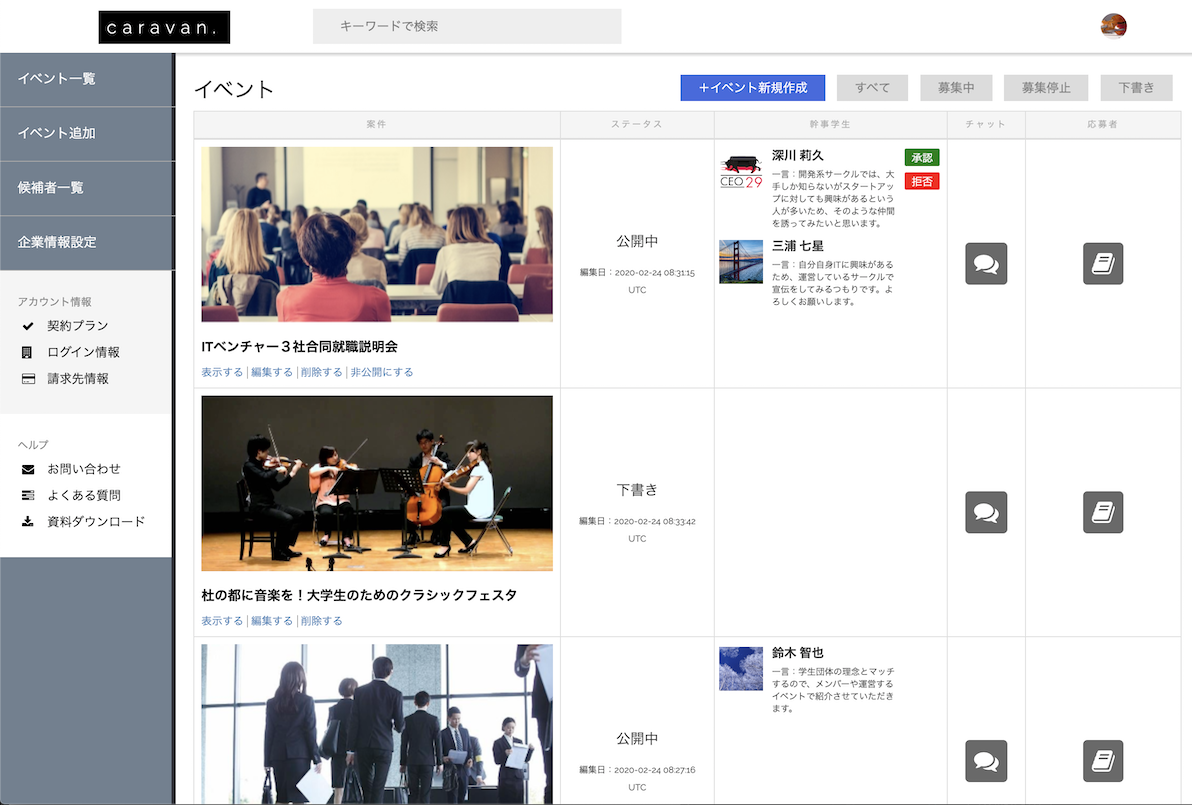 caravan.
キーワードで検索
イベント一覧
イベント追加
候補者一覧
企業情報設定
アカウント情報
契約プラン
ログイン情報
請求先情報
ヘルプ
お問い合わせ
よくある質問
資料ダウンロード
イベント
＋イベント新規作成
すべて
募集中
募集停止
下書き
案件
ステータス
幹事学生
チャット
応募者
ITベンチャー３社合同就職説明会
表示する | 編集する | 削除する | 非公開にする
公開中
編集日：2020-02-24 08:31:15
UTC
CEO 29
深川 莉久
承認
拒否
一言：開発系サークルでは、大
手しか知らないがスタートアッ
プに対しても興味があるという
人が多いため、そのような仲間
を誘ってみたいと思います。
三浦 七星
一言：自分自身ITに興味がある
ため、運営しているサークルで
宣伝をしてみるつもりです。よ
ろしくお願いします。
杜の都に音楽を！大学生のためのクラシックフェスタ
表示する | 編集する | 削除する
下書き
編集日：2020-02-24 08:33:42
UTC
公開中
編集日：2020-02-24 08:27:16
UTC
鈴木 智也
一言：学生団体の理念とマッチ
するので、メンバーや運営する
イベントで紹介させていただき
ます。